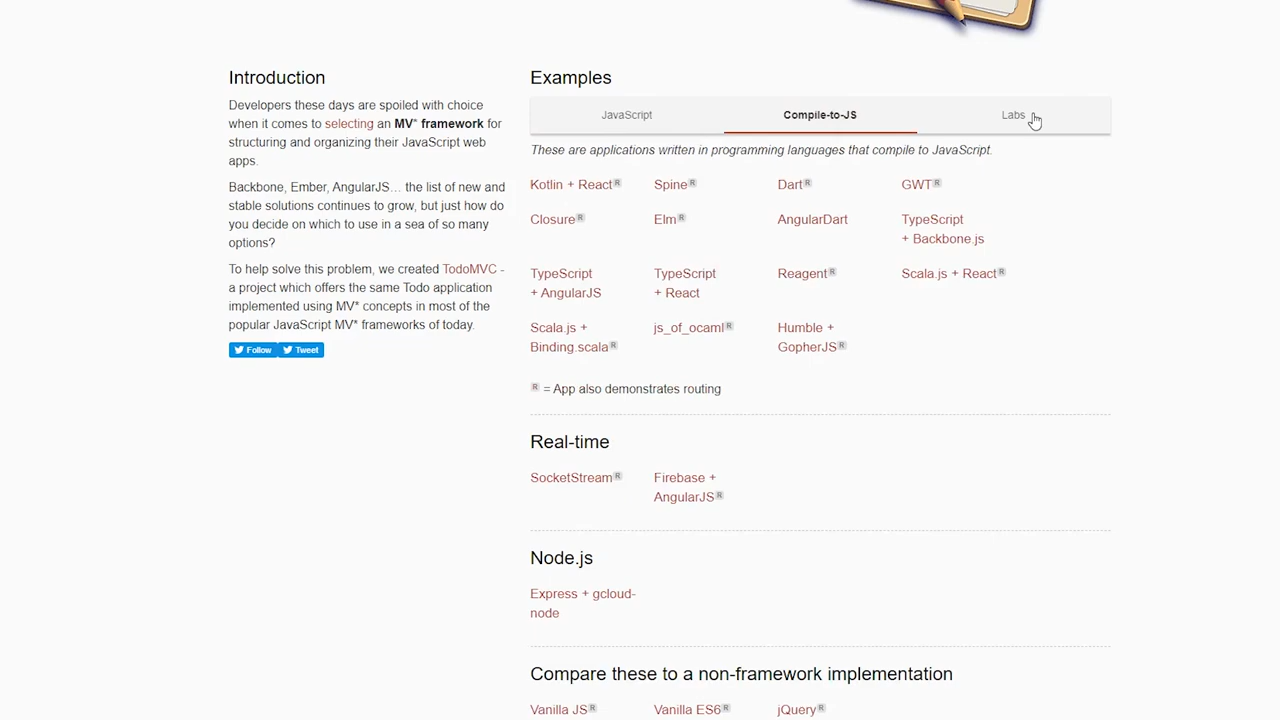 Introduction
Developers these days are spoiled with choice
when it comes to selecting an MV* framework for
structuring and organizing their JavaScript web
apps.
Backbone, Ember, AngularJS… the list of new and
stable solutions continues to grow, but just how do
you decide on which to use in a sea of so many
options?
To help solve this problem, we created TodoMVC -
a project which offers the same Todo application
implemented using MV* concepts in most of the
popular JavaScript MV* frameworks of today.
Follow Tweet
Examples
JavaScript Compile-to-JS Labs
These are applications written in programming languages that compile to JavaScript.
Kotlin + React R Spine R Dart R GWT R
Closure R Elm R AngularDart TypeScript
+ Backbone.js
TypeScript
+ AngularJS
TypeScript
+ React
Reagent R Scala.js + React R
Scala.js +
Binding.scala R
js_of_ocaml R
Humble +
GopherJS R
R = App also demonstrates routing
Real-time
SocketStream R
Firebase +
AngularJS R
Node.js
Express + gcloud-
node
Compare these to a non-framework implementation
Vanilla JS R Vanilla ES6 R jQuery R